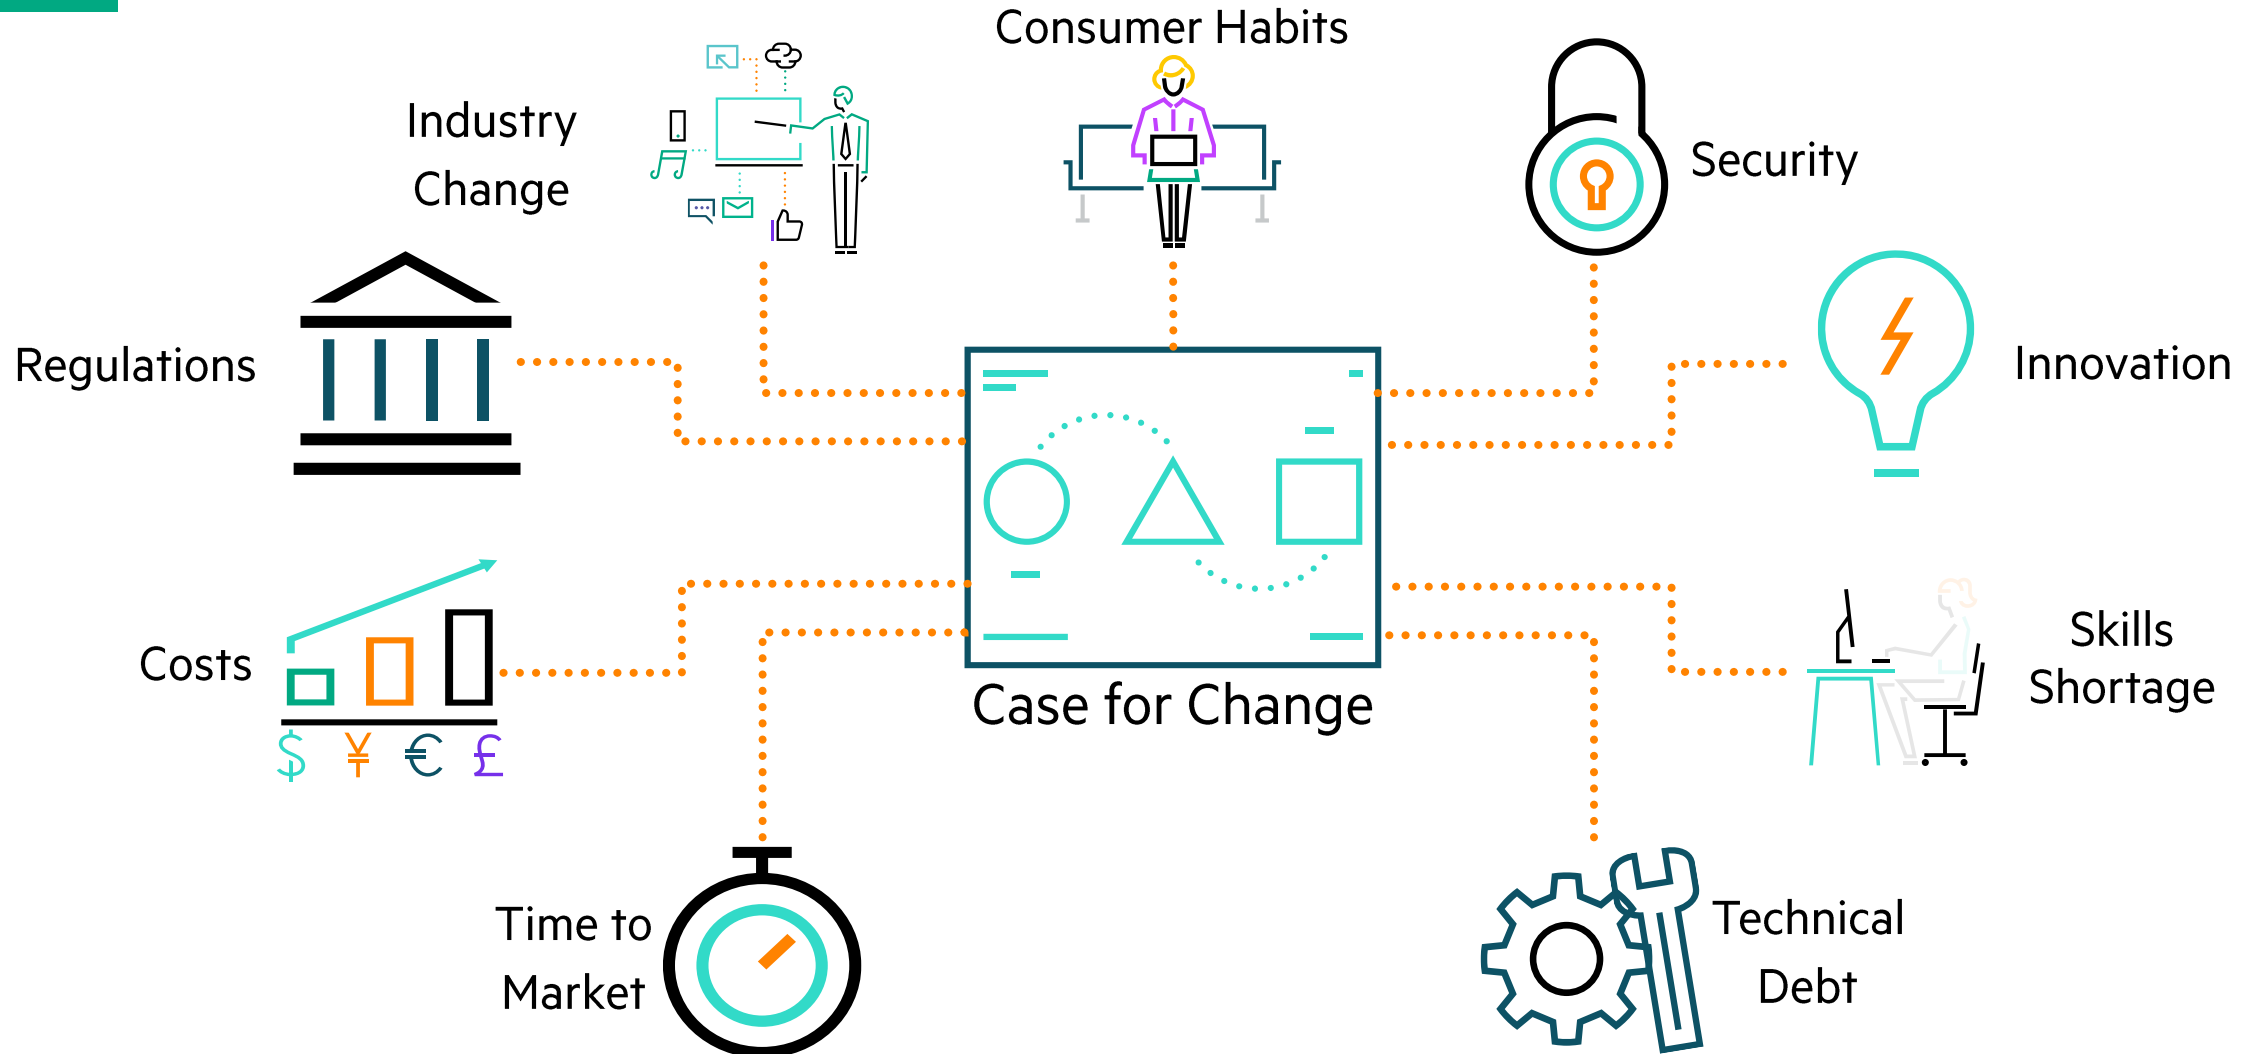 Consumer Habits
Industry
Change
Security
Regulations
Innovation
Costs
$ ¥ € £
Case for Change
Skills
Shortage
Time to
Market
Technical
Debt